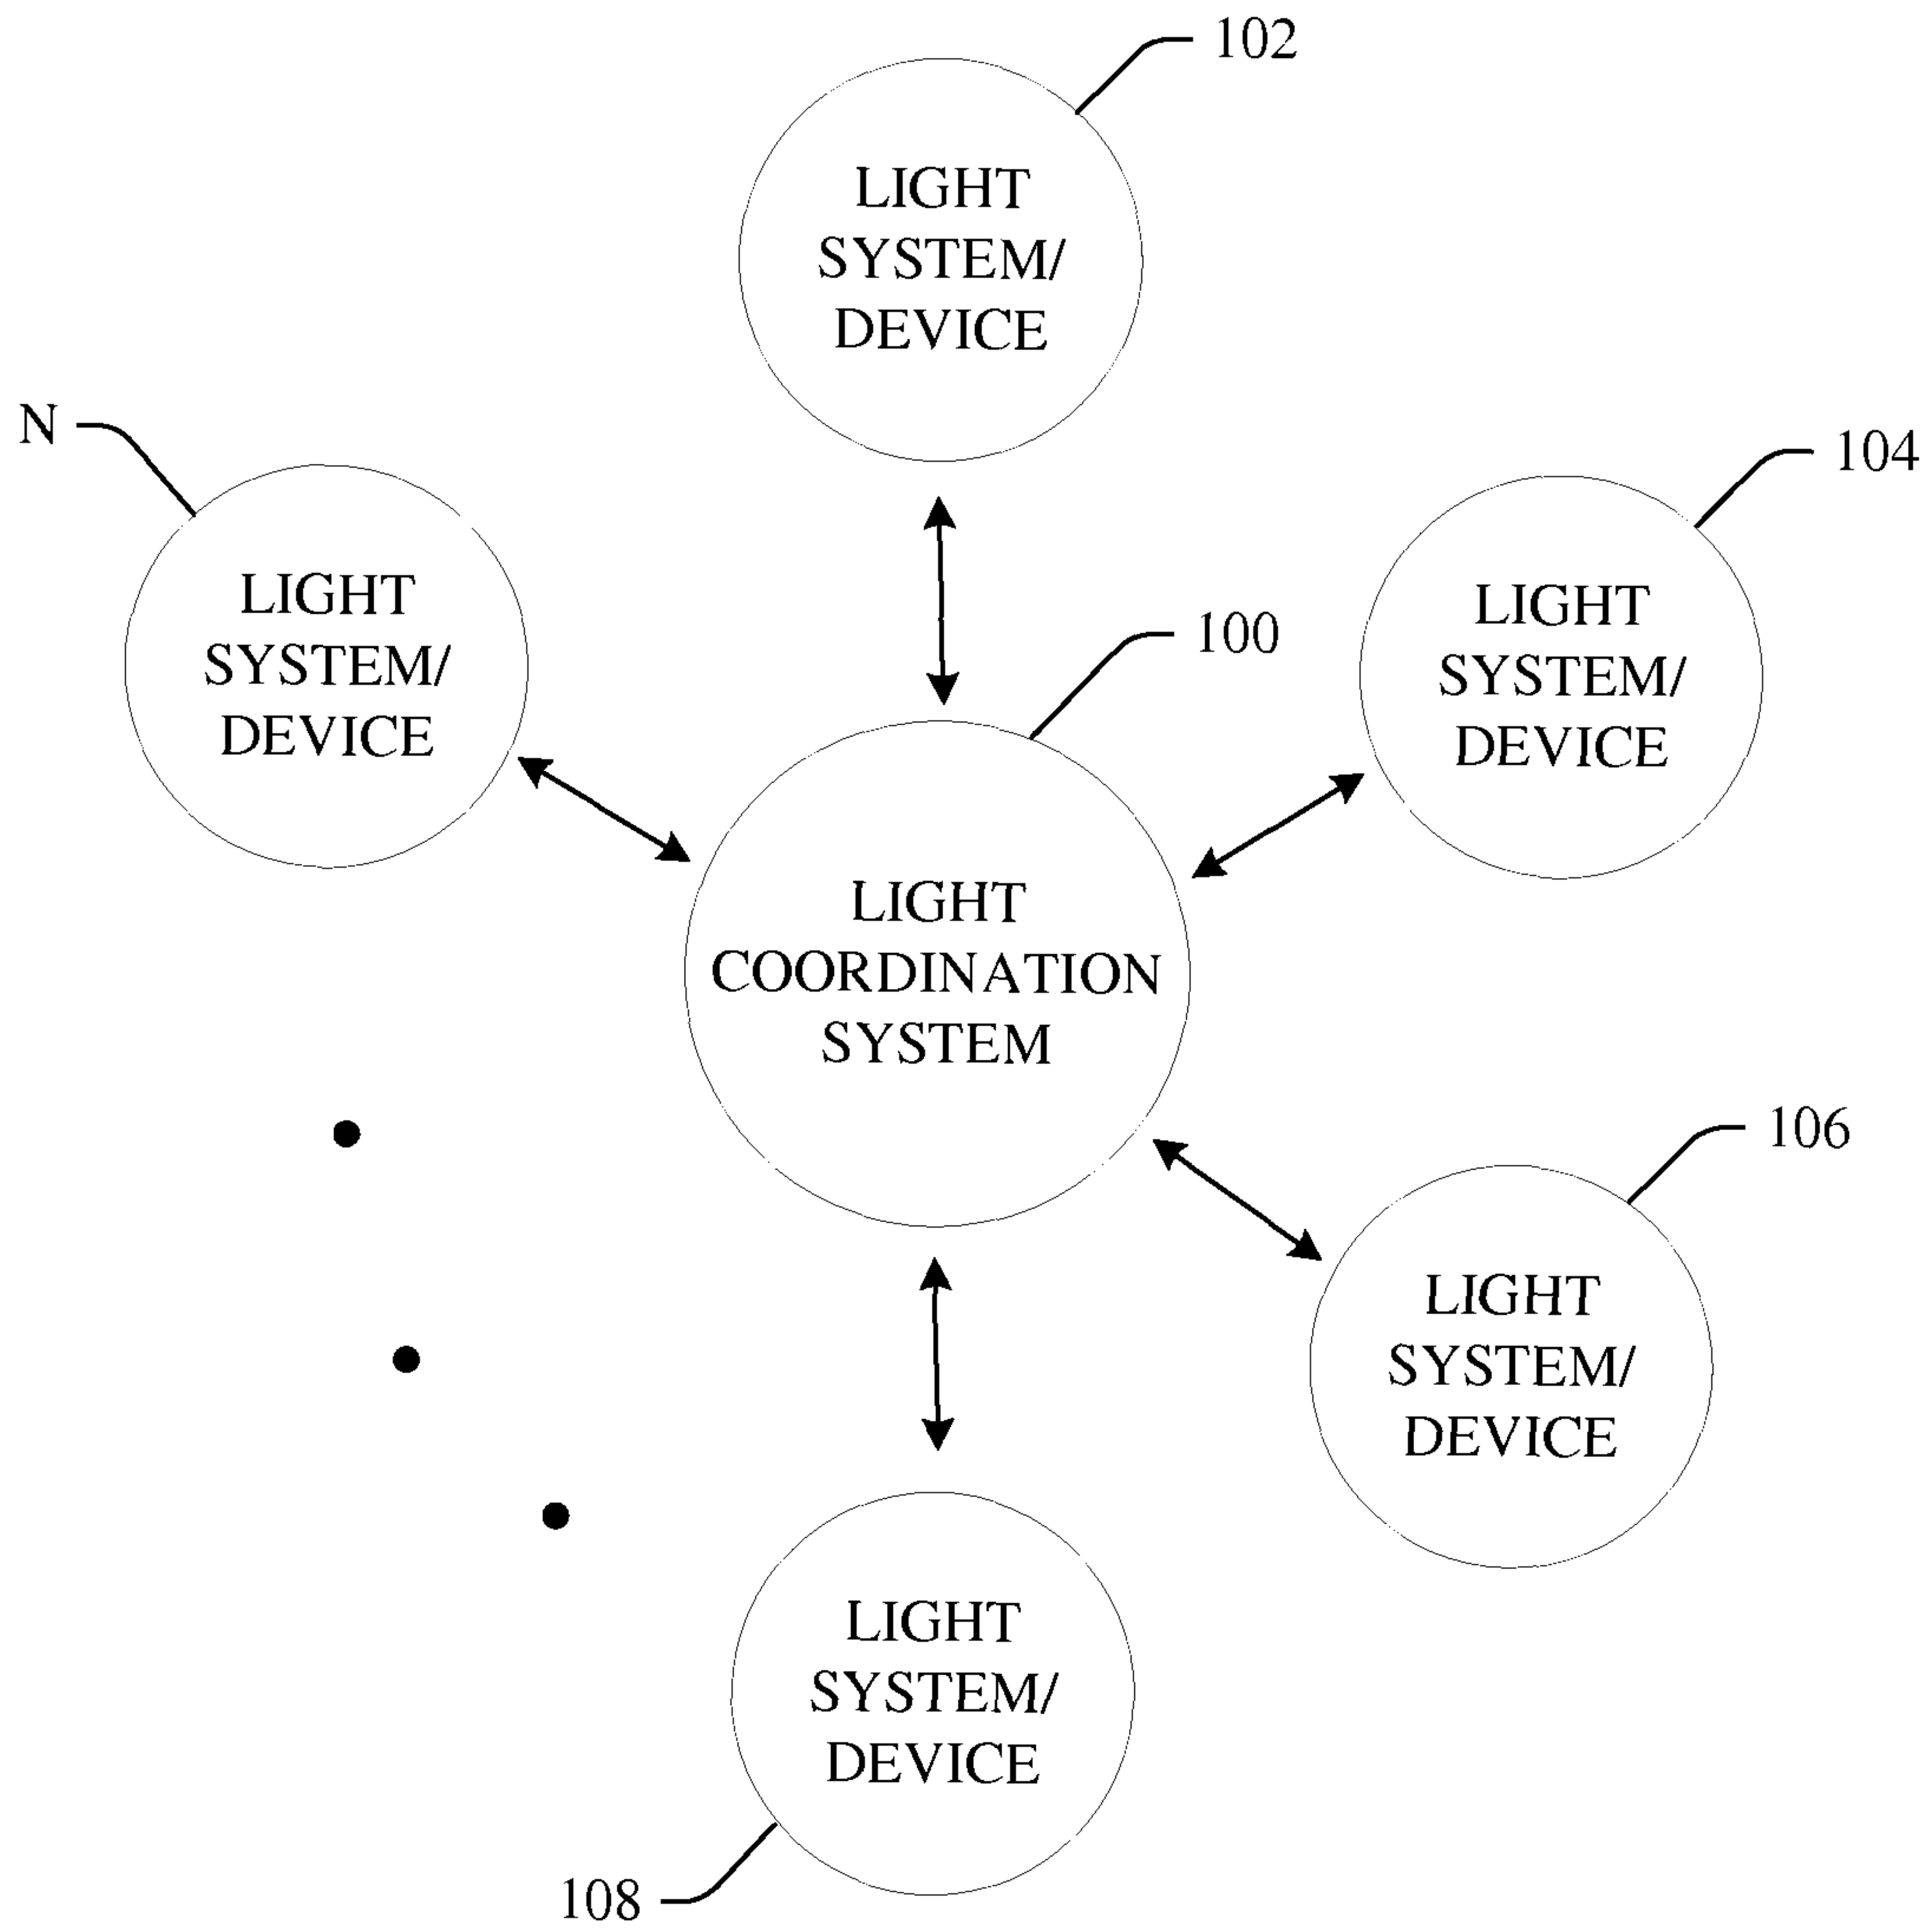 102
LIGHT
SYSTEM/
DEVICE
N
LIGHT
SYSTEM/
DEVICE
104
LIGHT
SYSTEM/
DEVICE
100
LIGHT
COORDINATION
SYSTEM
106
LIGHT
SYSTEM/
DEVICE
LIGHT
SYSTEM/
DEVICE
108